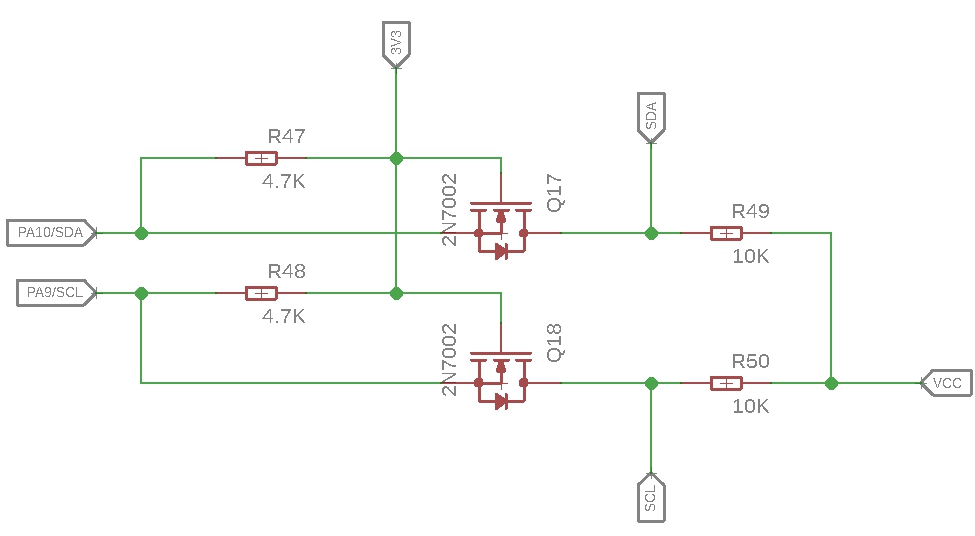 3V3
SDA
R47
4.7K
2N7002
Q17
PA10/SDA
R49
10K
PA9/SCL
R48
4.7K
2N7002
Q18
R50
10K
VCC
SCL